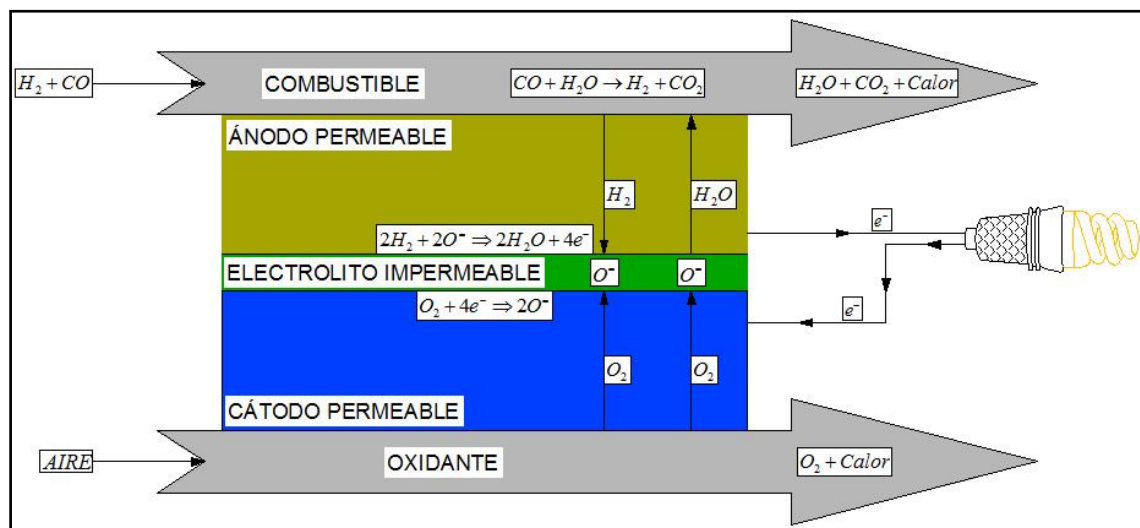 H₂ + CO
COMBUSTIBLE
CO + H₂O → H₂ + CO₂
H₂O + CO₂ + Calor
ÁNODO PERMEABLE
H₂
H₂O
2H₂ + 2O⁻ ⇒ 2H₂O + 4e⁻
e⁻
ELECTROLITO IMPERMEABLE
O⁻
O⁻
O₂ + 4e⁻ ⇒ 2O⁻
e⁻
O₂
O₂
CÁTODO PERMEABLE
AIRE
OXIDANTE
O₂ + Calor